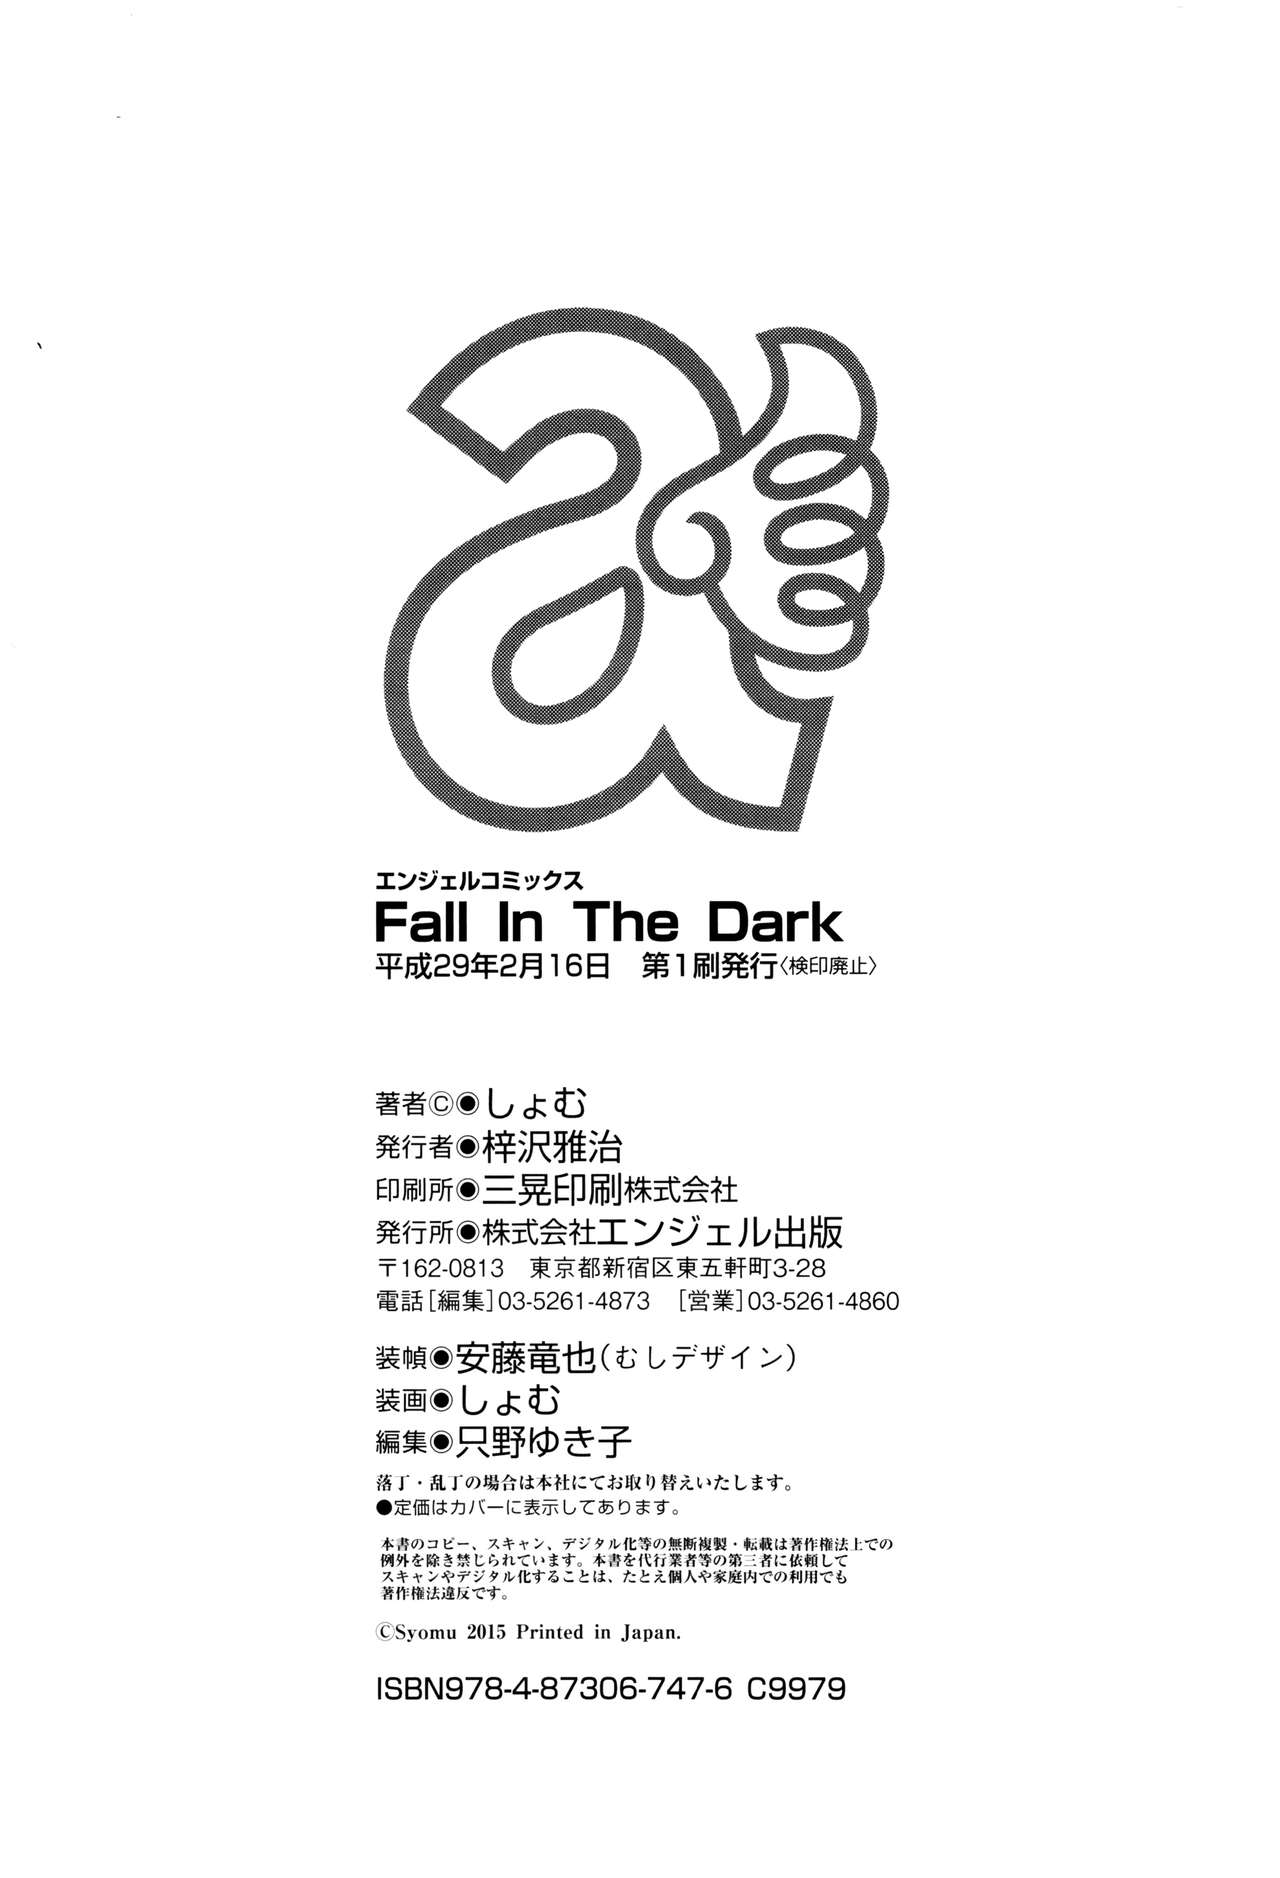 エンジェルコミックス
Fall In The Dark
平成29年2月16日　第1刷発行〈検印廃止〉
著者©◉しょむ
発行者◉梓沢雅治
印刷所◉三晃印刷株式会社
発行所◉株式会社エンジェル出版
〒162-0813　東京都新宿区東五軒町3-28
電話[編集]03-5261-4873　[営業]03-5261-4860
装幀◉安藤竜也（むしデザイン）
装画◉しょむ
編集◉只野ゆき子
落丁・乱丁の場合は本社にてお取り替えいたします。
●定価はカバーに表示してあります。
本書のコピー、スキャン、デジタル化等の無断複製・転載は著作権法上での
例外を除き禁じられています。本書を代行業者等の第三者に依頼して
スキャンやデジタル化することは、たとえ個人や家庭内での利用でも
著作権法違反です。
©Syomu 2015 Printed in Japan.
ISBN978-4-87306-747-6 C9979